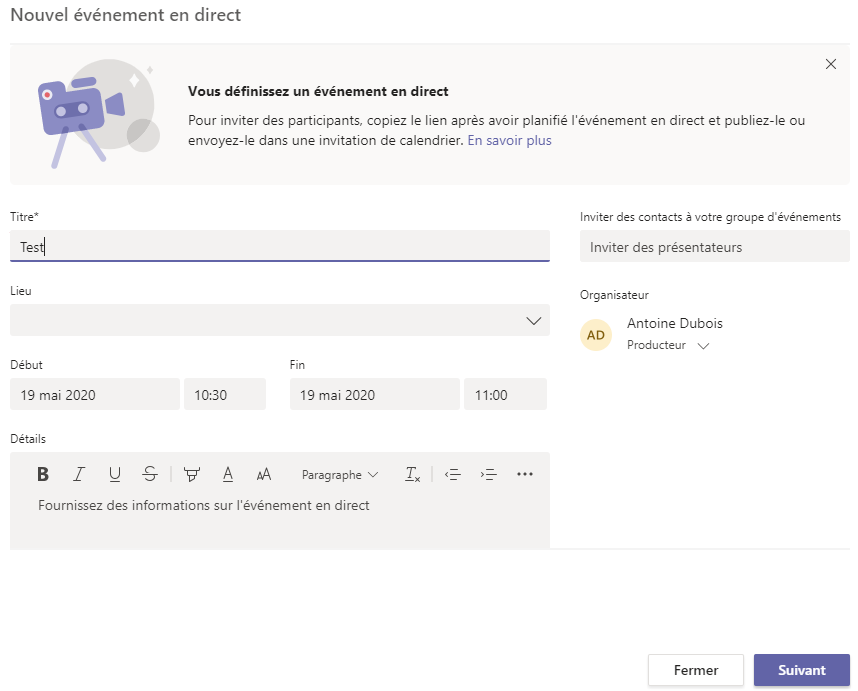 Nouvel événement en direct
Vous définissez un événement en direct
Pour inviter des participants, copiez le lien après avoir planifié l'événement en direct et publiez-le ou
envoyez-le dans une invitation de calendrier. En savoir plus
Titre*
Inviter des contacts à votre groupe d'événements
Test
Inviter des présentateurs
Lieu
Organisateur
AD
Antoine Dubois
Producteur
Début
Fin
19 mai 2020
10:30
19 mai 2020
11:00
Détails
B I U S A AA Paragraphe Tx
Fournissez des informations sur l'événement en direct
Fermer
Suivant